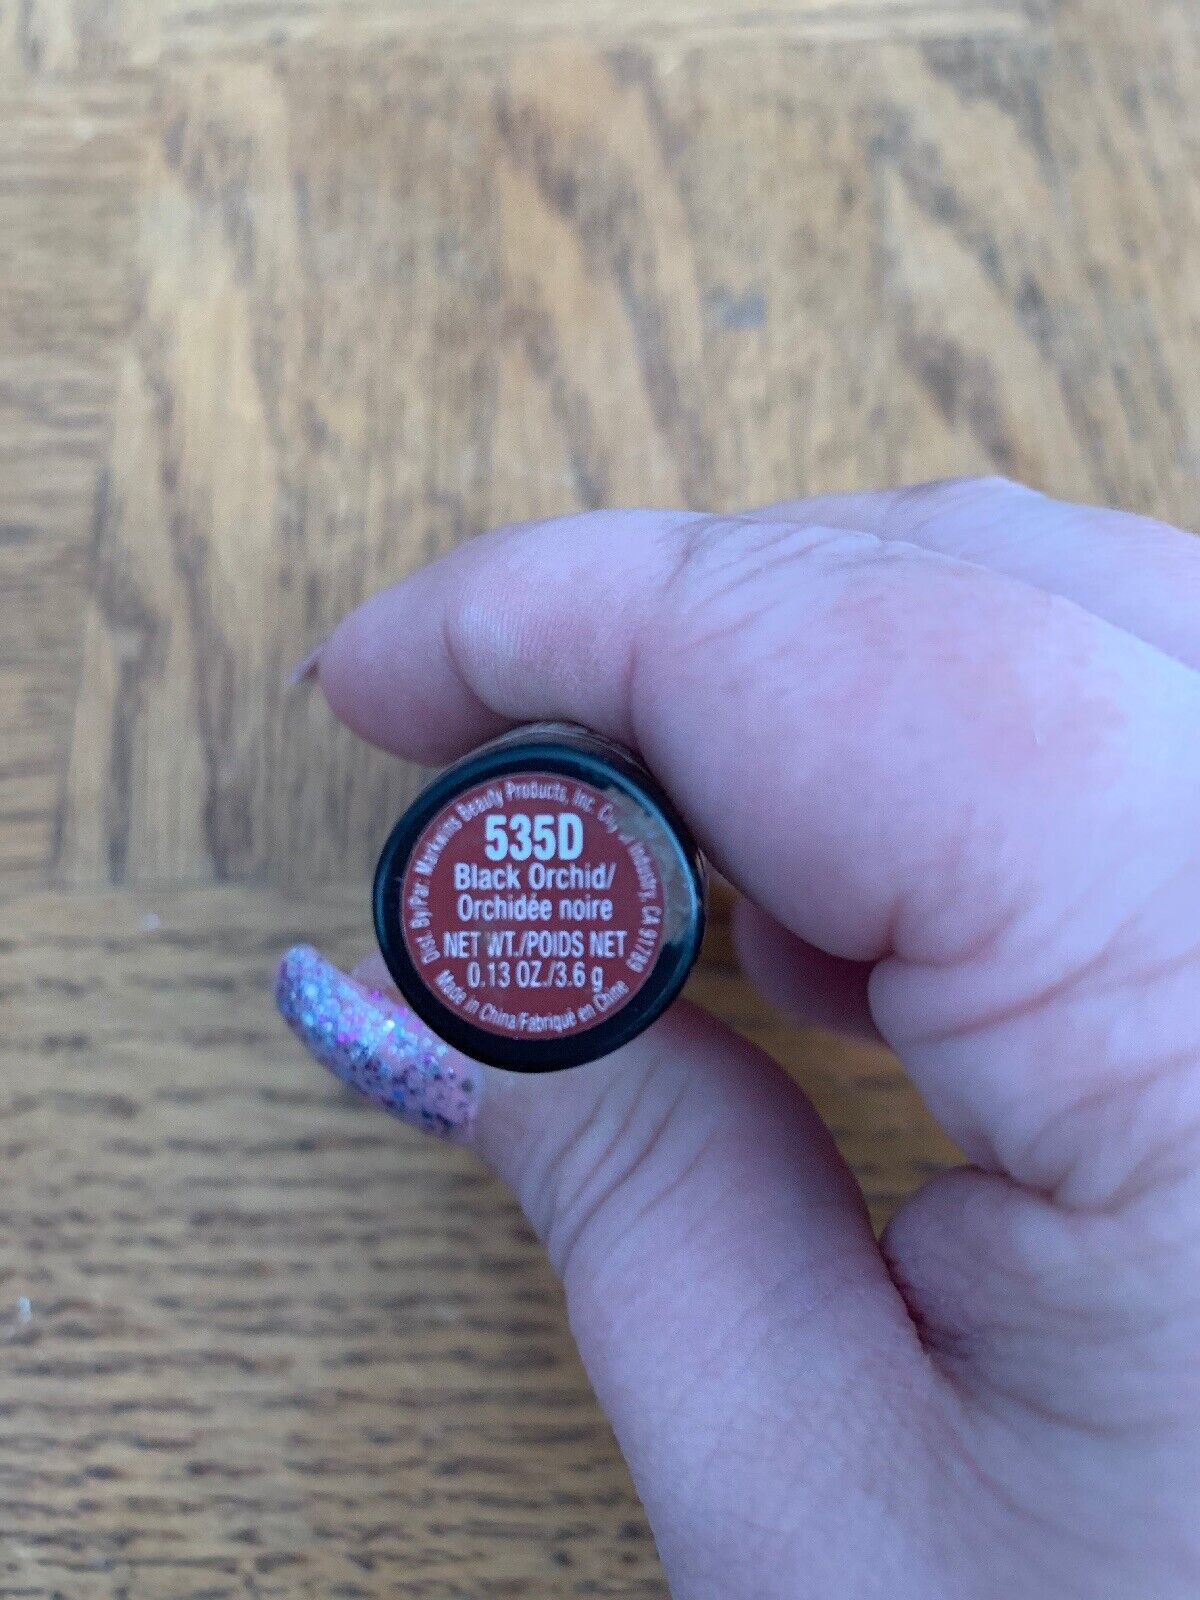 Dist. By/Par: Markwins Beauty Products, Inc. City of Industry, CA 91789
535D
Black Orchid/
Orchidée noire
NET WT./POIDS NET
0.13 OZ./3.6 g
Made in China/Fabriqué en Chine